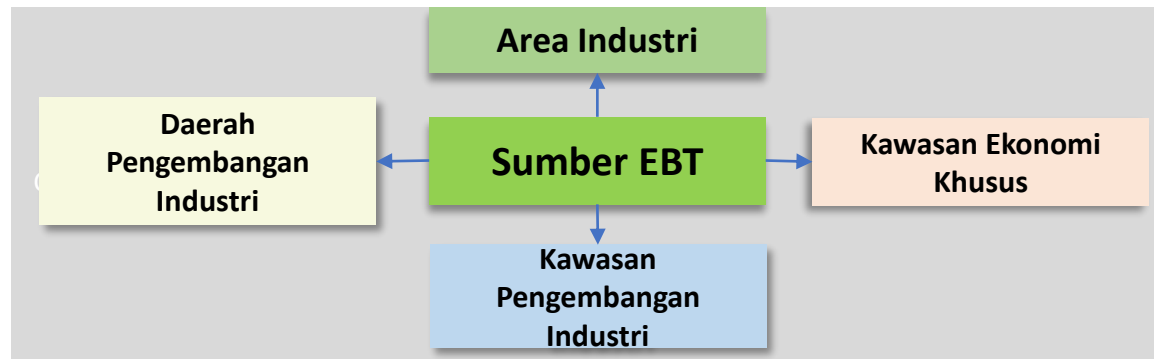 Area Industri
Daerah
Pengembangan
Industri
Sumber EBT
Kawasan Ekonomi
Khusus
Kawasan
Pengembangan
Industri